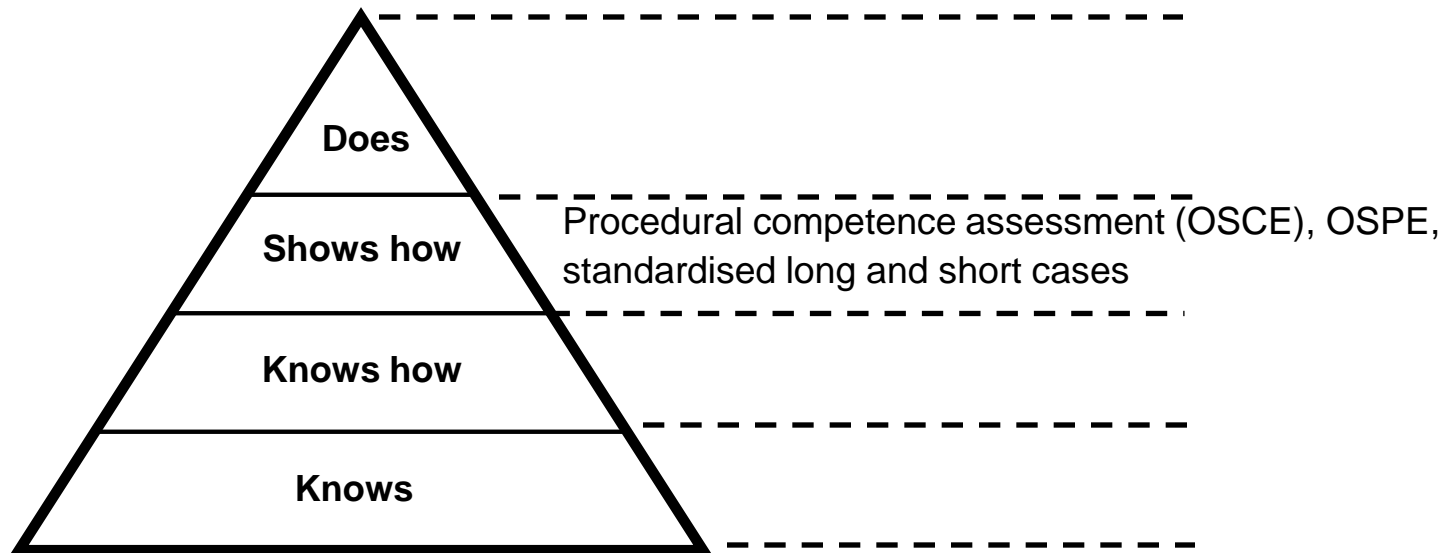 Does
Procedural competence assessment (OSCE), OSPE,
Shows how
standardised long and short cases
Knows how
Knows